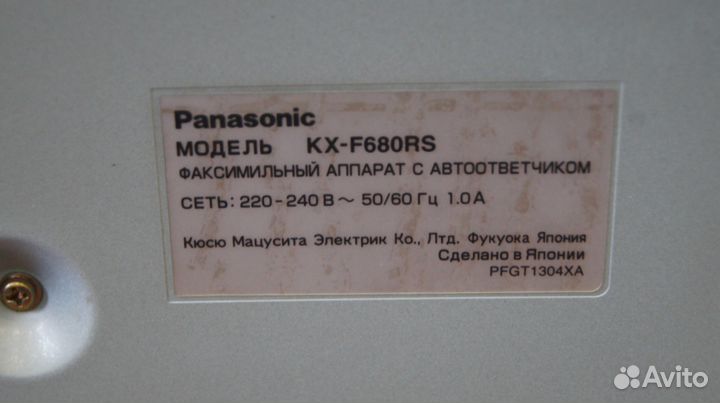 Panasonic
МОДЕЛЬ KX-F680RS
ФАКСИМИЛЬНЫЙ АППАРАТ С АВТООТВЕТЧИКОМ
СЕТЬ: 220-240 В ~ 50/60 Гц 1.0 А
Кюсю Мацусита Электрик Ко., Лтд. Фукуока Япония
Сделано в Японии
PFGT1304XA
Avito